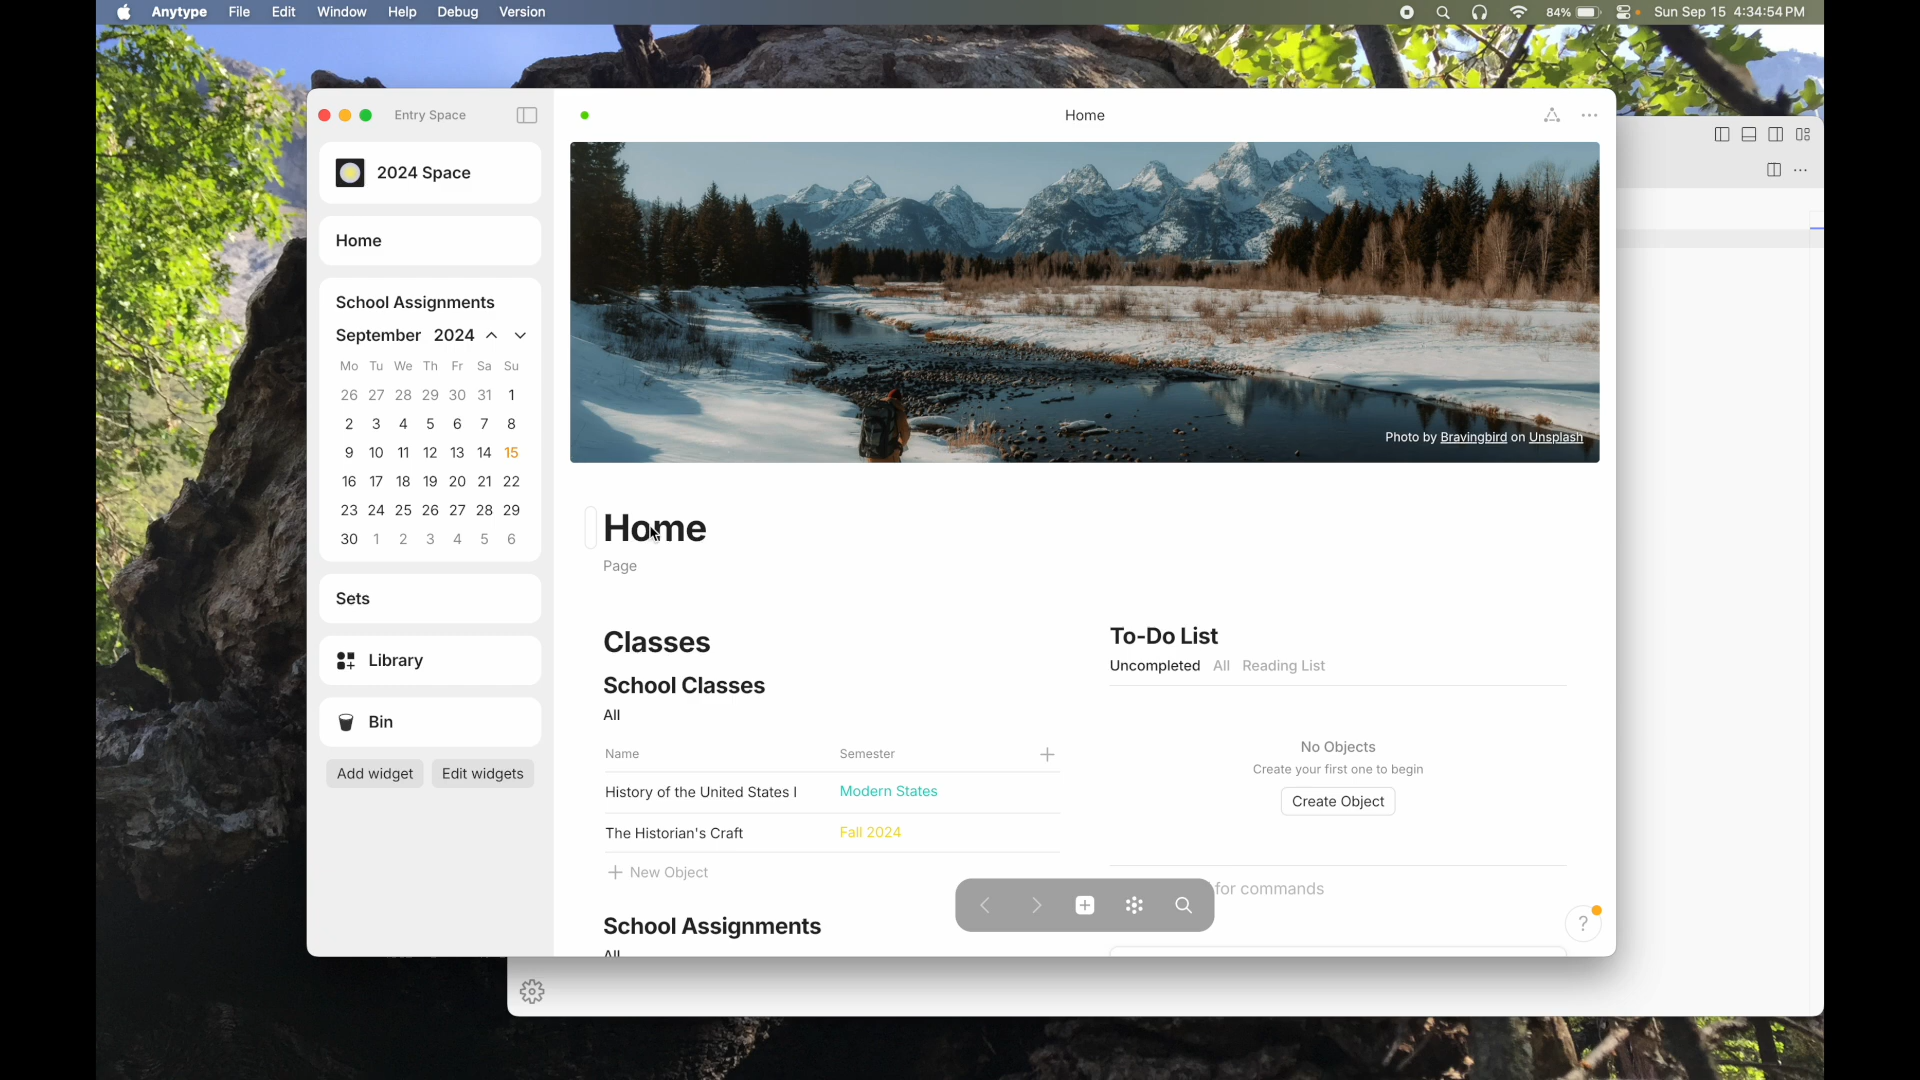 Anytype File Edit Window Help Debug Version
84% Sun Sep 15 4:34:54 PM
Entry Space
Home
2024 Space
Home
School Assignments
September 2024
Mo Tu We Th Fr Sa Su
26 27 28 29 30 31 1
2 3 4 5 6 7 8
9 10 11 12 13 14 15
16 17 18 19 20 21 22
23 24 25 26 27 28 29
30 1 2 3 4 5 6
Sets
Library
Bin
Add widget Edit widgets
Photo by Bravingbird on Unsplash
Home
Page
Classes
School Classes
All
Name Semester
History of the United States I Modern States
The Historian's Craft Fall 2024
+ New Object
School Assignments
All
To-Do List
Uncompleted All Reading List
No Objects
Create your first one to begin
Create Object
for commands
?